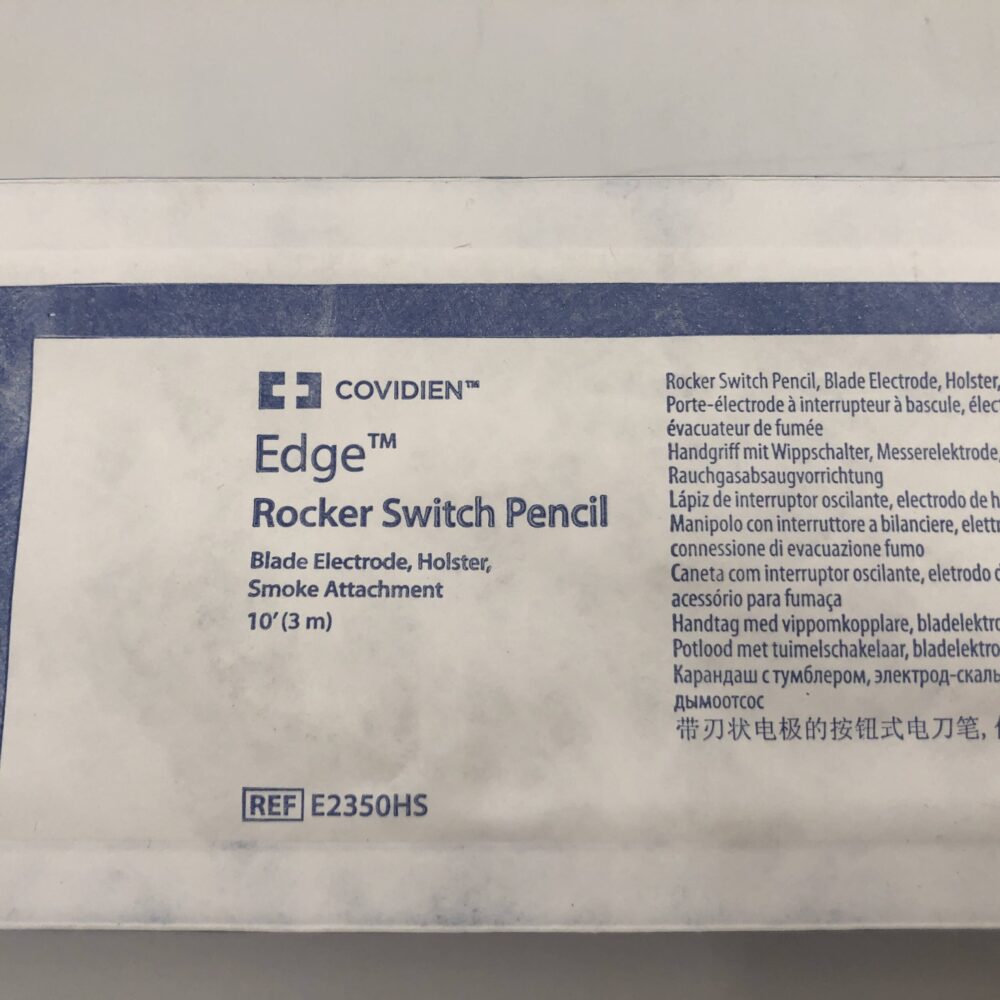 COVIDIEN™
Edge™
Rocker Switch Pencil
Blade Electrode, Holster,
Smoke Attachment
10′ (3 m)
REF E2350HS
Rocker Switch Pencil, Blade Electrode, Holster,
Porte-électrode à interrupteur à bascule,
évacuateur de fumée
Handgriff mit Wippschalter, Messerelektrode,
Rauchgasabsaugvorrichtung
Lápiz de interruptor oscilante, electrodo de
Manipolo con interruttore a bilanciere,
connessione di evacuazione fumo
Caneta com interruptor oscilante, eletrodo
acessório para fumaça
Handtag med vippomkopplare,
Potlood met tuimelschakelaar,
Карандаш с тумблером,
дымоотсос
带刃状电极的按钮式电刀笔,